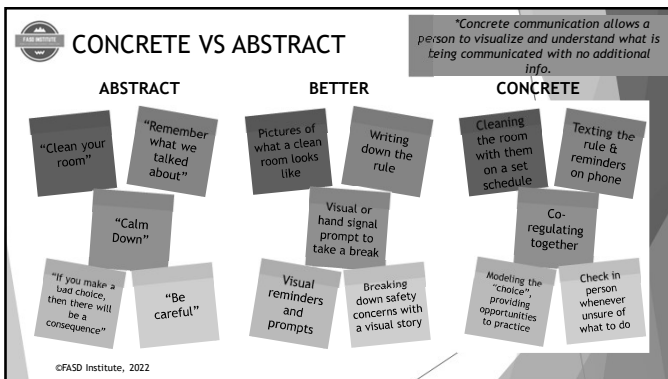 FASD INSTITUTE
CONCRETE VS ABSTRACT
*Concrete communication allows a
person to visualize and understand what is
being communicated with no additional
info.
ABSTRACT
"Clean your
room"
"Remember
what we
talked
about"
"Calm
Down"
"If you make a
bad choice,
then there will
be a
consequence"
"Be
careful"
BETTER
Pictures of
what a clean
room looks
like
Writing
down the
rule
Visual or
hand signal
prompt to
take a break
Visual
reminders
and
prompts
Breaking
down safety
concerns with
a visual story
CONCRETE
Cleaning
the room
with them
on a set
schedule
Texting the
rule &
reminders
on phone
Co-
regulating
together
Modeling the
"choice",
providing
opportunities
to practice
Check in
person
whenever
unsure of
what to do
©FASD Institute, 2022